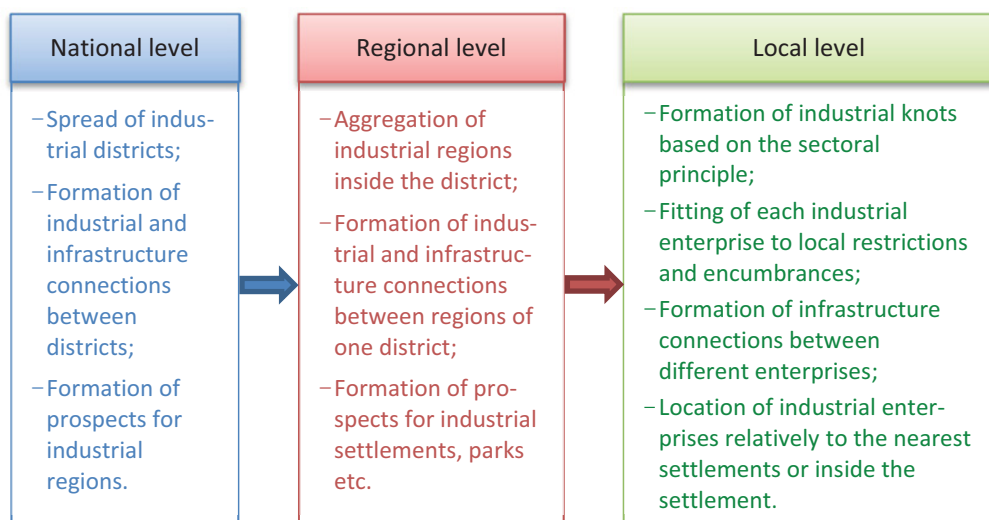 National level
–Spread of indus-
trial districts;
–Formation of
industrial and
infrastructure
connections
between
districts;
–Formation of
prospects for
industrial
regions.
Regional level
–Aggregation of
industrial regions
inside the district;
–Formation of indus-
trial and infrastruc-
ture connections
between regions of
one district;
–Formation of pro-
spects for industrial
settlements, parks
etc.
Local level
–Formation of industrial knots
based on the sectoral
principle;
–Fitting of each industrial
enterprise to local restrictions
and encumbrances;
–Formation of infrastructure
connections between
different enterprises;
–Location of industrial enter-
prises relatively to the nearest
settlements or inside the
settlement.